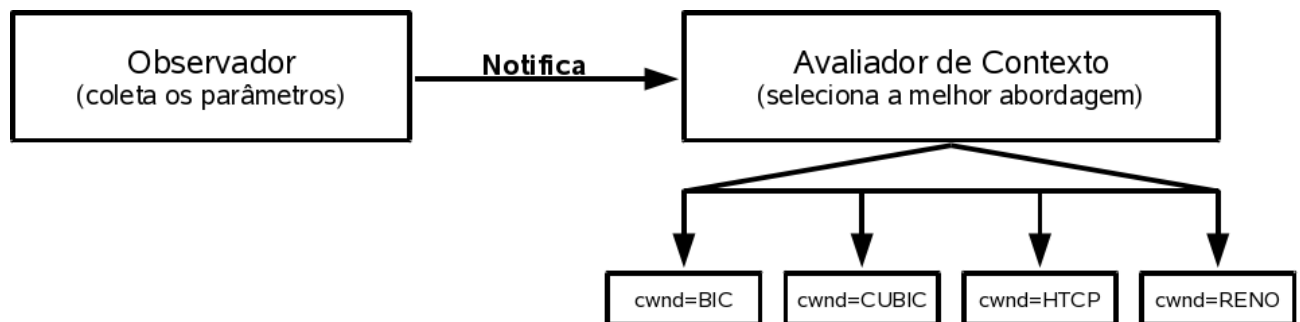 Observador
(coleta os parâmetros)
Notifica
Avaliador de Contexto
(seleciona a melhor abordagem)
cwnd=BIC
cwnd=CUBIC
cwnd=HTCP
cwnd=RENO